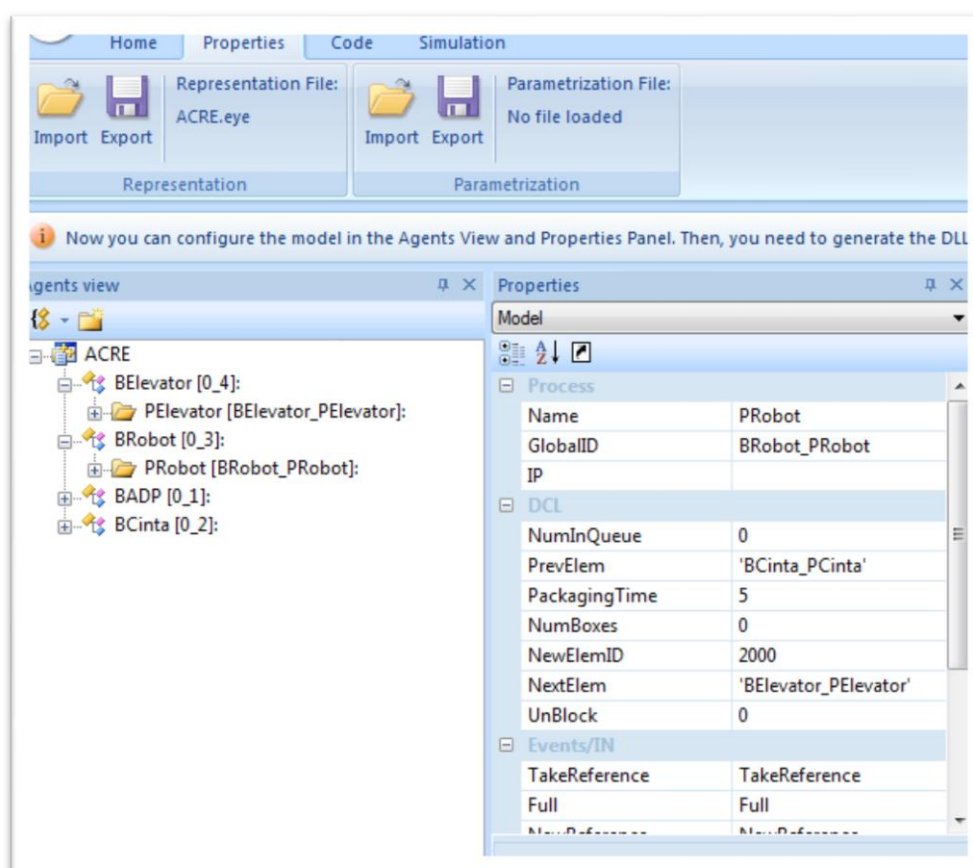 Home Properties Code Simulation
Representation File:
ACRE.eye
Import Export
Representation
Parametrization File:
No file loaded
Import Export
Parametrization
i Now you can configure the model in the Agents View and Properties Panel. Then, you need to generate the DLL
Agents view
ACRE
BElevator [0_4]:
PElevator [BElevator_PElevator]:
BRobot [0_3]:
PRobot [BRobot_PRobot]:
BADP [0_1]:
BCinta [0_2]:
Properties
Model
Process
Name PRobot
GlobalID BRobot_PRobot
IP
DCL
NumInQueue 0
PrevElem 'BCinta_PCinta'
PackagingTime 5
NumBoxes 0
NewElemID 2000
NextElem 'BElevator_PElevator'
UnBlock 0
Events/IN
TakeReference TakeReference
Full Full
NewReference NewReference